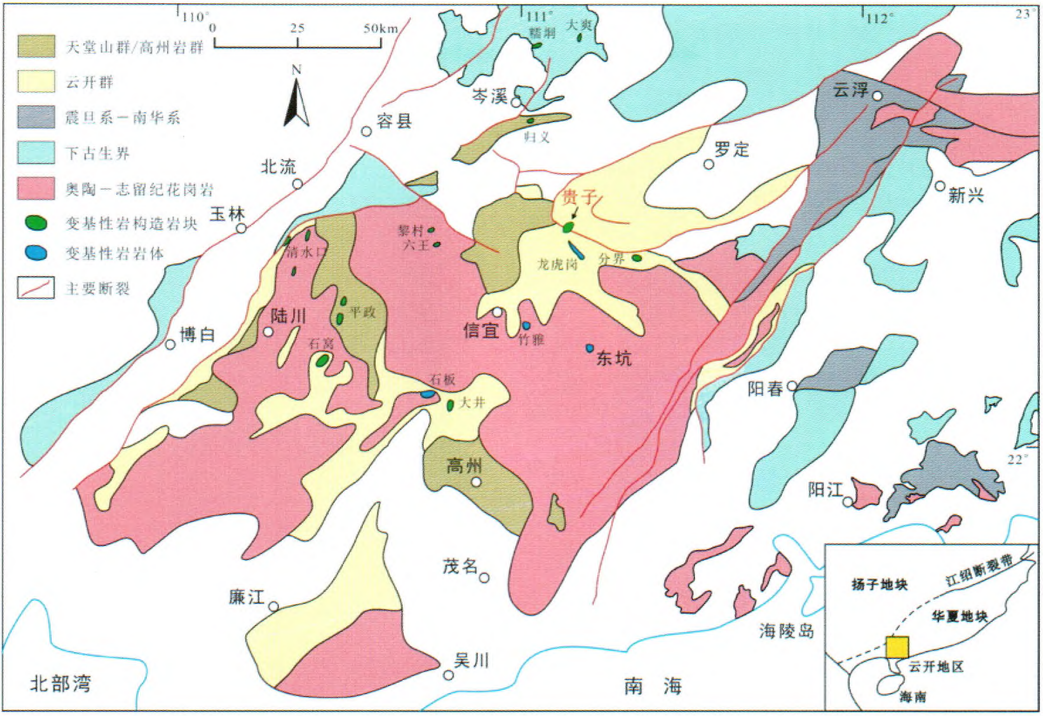 110°
111°
112°
23°
0
25
50km
N
天堂山群/高州岩群
云开群
震旦系－南华系
下古生界
奥陶－志留纪花岗岩
变基性岩构造岩块
变基性岩岩体
主要断裂
糯垌
大爽
岑溪
归义
容县
北流
玉林
云浮
罗定
新兴
贵子
黎村
六王
清水口
龙虎岗
分界
平政
陆川
石窝
博白
信宜
竹雅
东坑
石板
大井
阳春
高州
22°
阳江
茂名
廉江
吴川
海陵岛
北部湾
南 海
扬子地块
江绍断裂带
华夏地块
云开地区
海南